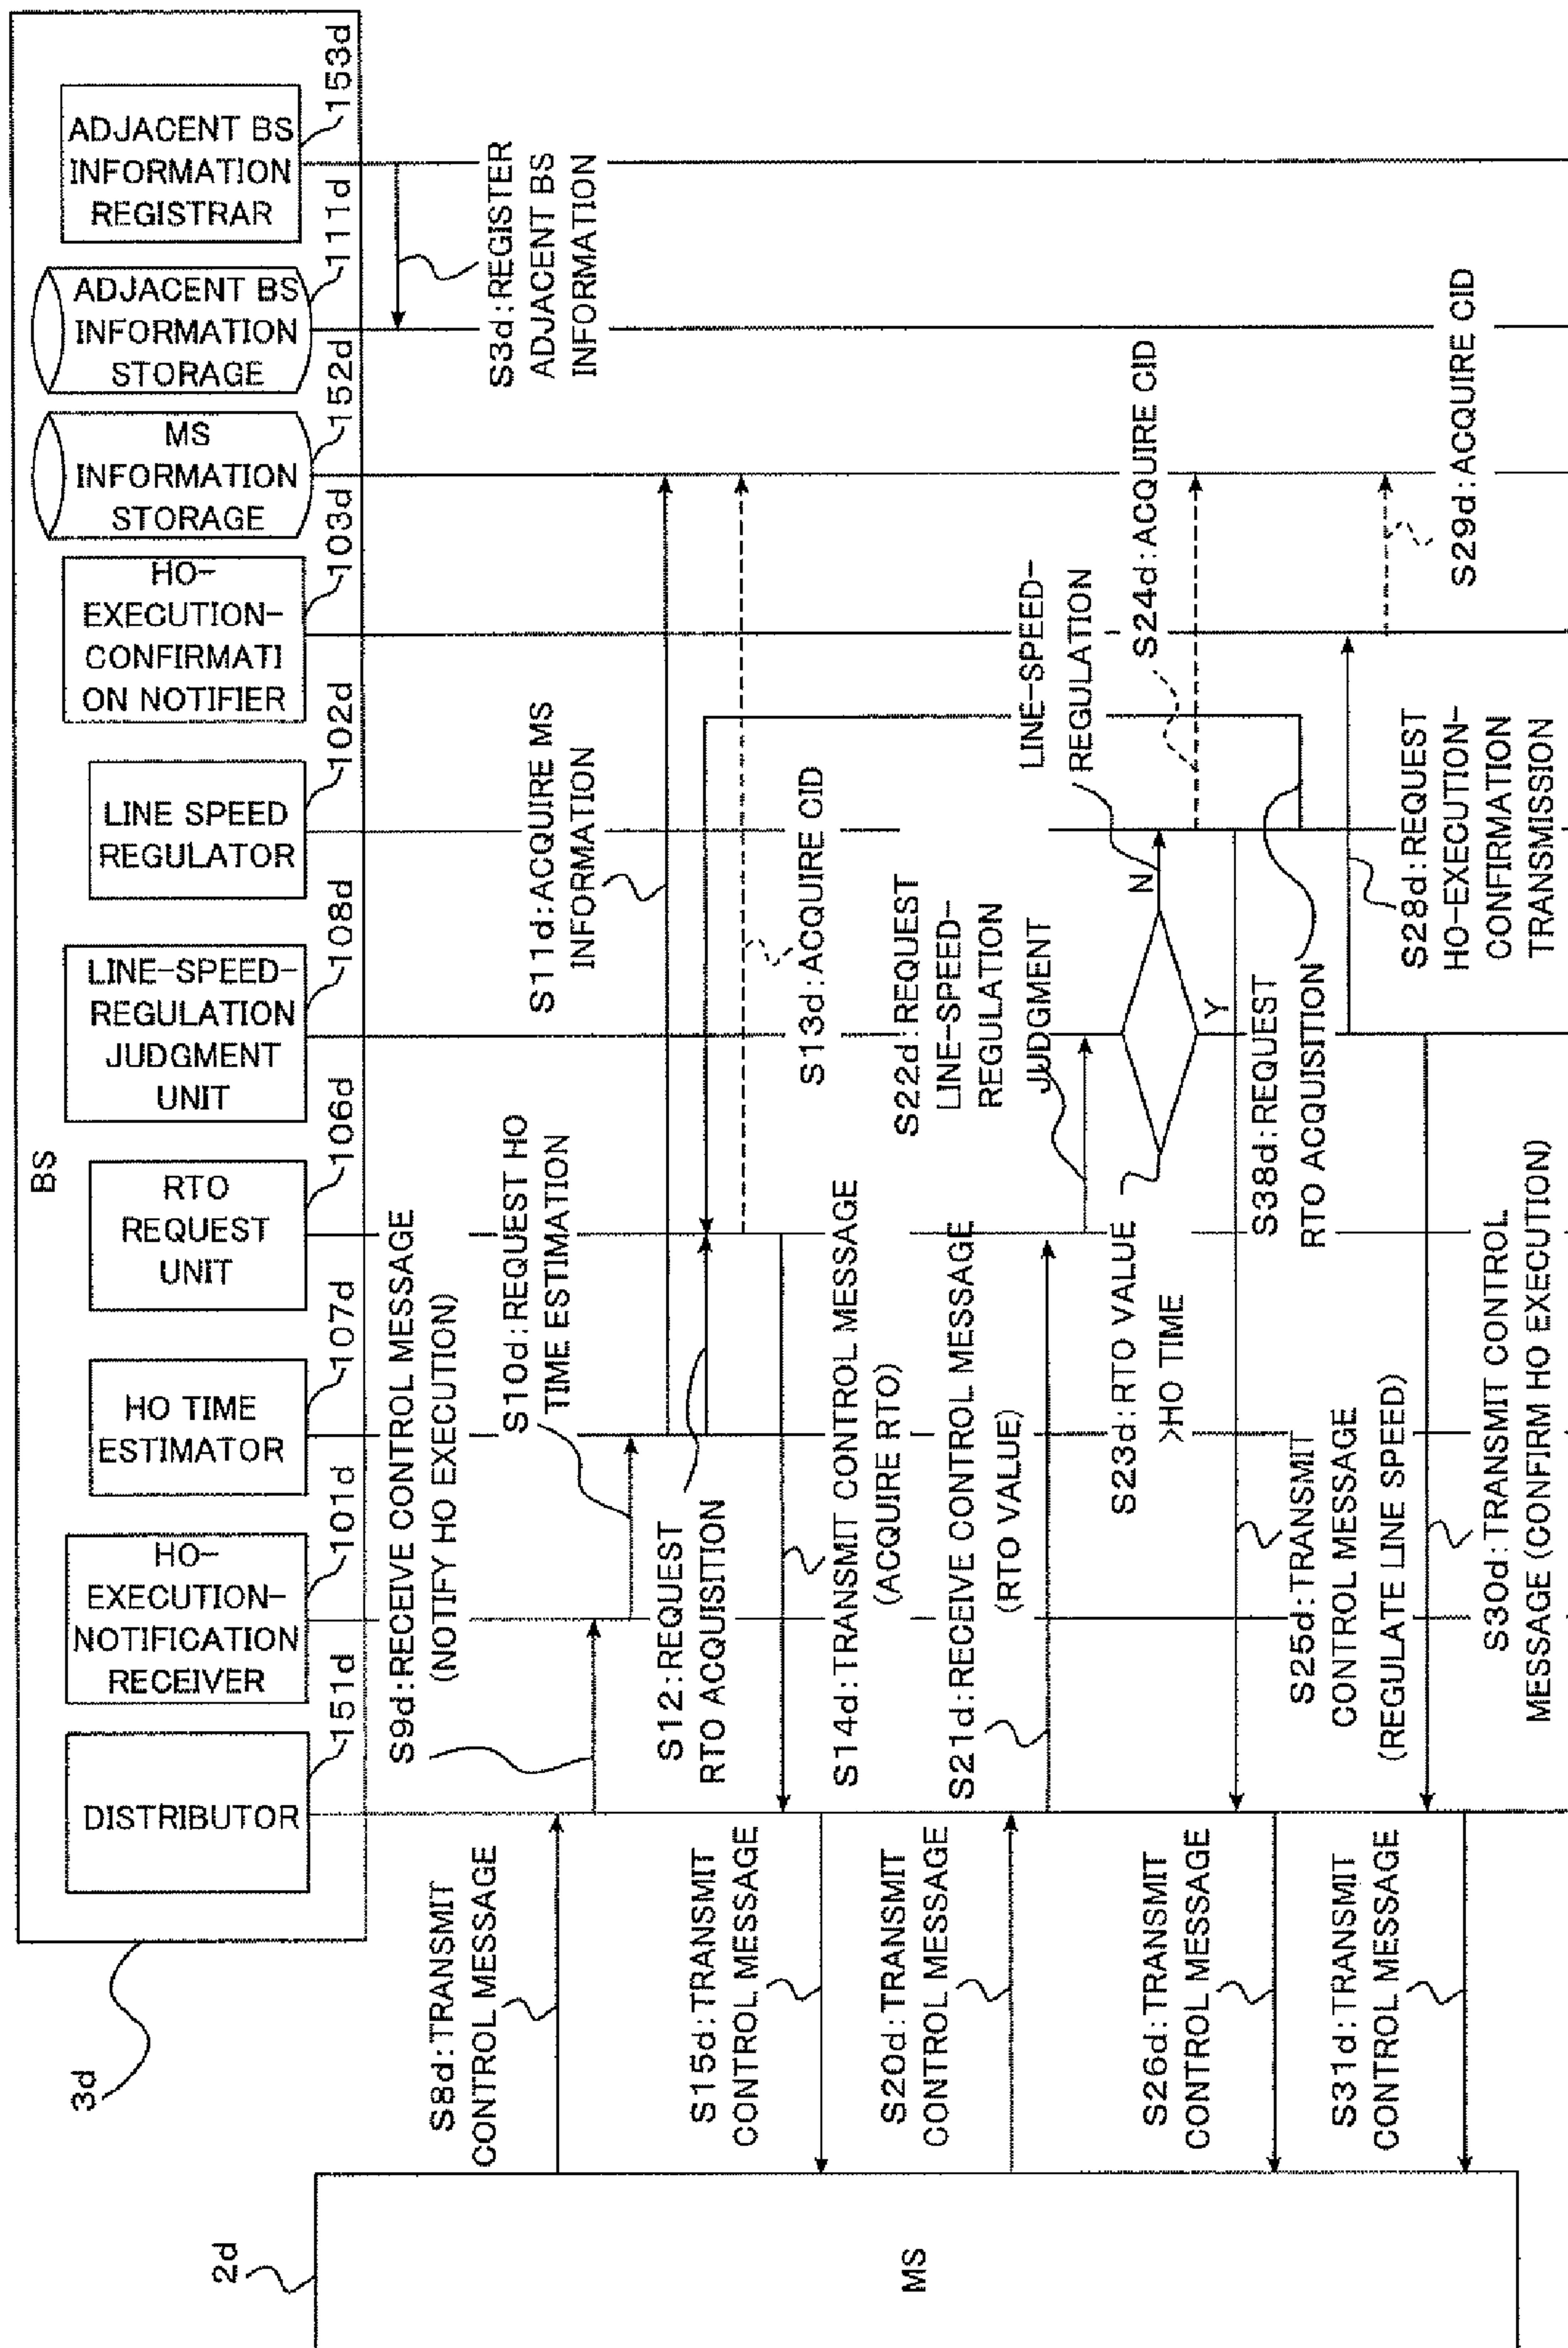 3d
BS
DISTRIBUTOR
151d
HO-
EXECUTION-
NOTIFICATION
RECEIVER
101d
HO TIME
ESTIMATOR
107d
RTO
REQUEST
UNIT
106d
LINE-SPEED-
REGULATION
JUDGMENT
UNIT
108d
LINE SPEED
REGULATOR
102d
HO-
EXECUTION-
CONFIRMATI
ON NOTIFIER
103d
MS
INFORMATION
STORAGE
152d
ADJACENT BS
INFORMATION
STORAGE
111d
ADJACENT BS
INFORMATION
REGISTRAR
153d
2d
MS
S3d:REGISTER
ADJACENT BS
INFORMATION
S8d:TRANSMIT
CONTROL MESSAGE
S9d:RECEIVE CONTROL MESSAGE
(NOTIFY HO EXECUTION)
S10d:REQUEST HO
TIME ESTIMATION
S11d:ACQUIRE MS
INFORMATION
S12:REQUEST
RTO ACQUISITION
S13d:ACQUIRE CID
S14d:TRANSMIT CONTROL MESSAGE
(ACQUIRE RTO)
S15d:TRANSMIT
CONTROL MESSAGE
S20d:TRANSMIT
CONTROL MESSAGE
S21d:RECEIVE CONTROL MESSAGE
(RTO VALUE)
S22d:REQUEST
LINE-SPEED-
REGULATION
JUDGMENT
S23d:RTO VALUE
>HO TIME
N
Y
LINE-SPEED-
REGULATION
S24d:ACQUIRE CID
S25d:TRANSMIT
CONTROL MESSAGE
(REGULATE LINE SPEED)
S26d:TRANSMIT
CONTROL MESSAGE
S38d:REQUEST
RTO ACQUISITION
S28d:REQUEST
HO-EXECUTION-
CONFIRMATION
TRANSMISSION
S29d:ACQUIRE CID
S30d:TRANSMIT CONTROL
MESSAGE (CONFIRM HO EXECUTION)
S31d:TRANSMIT
CONTROL MESSAGE